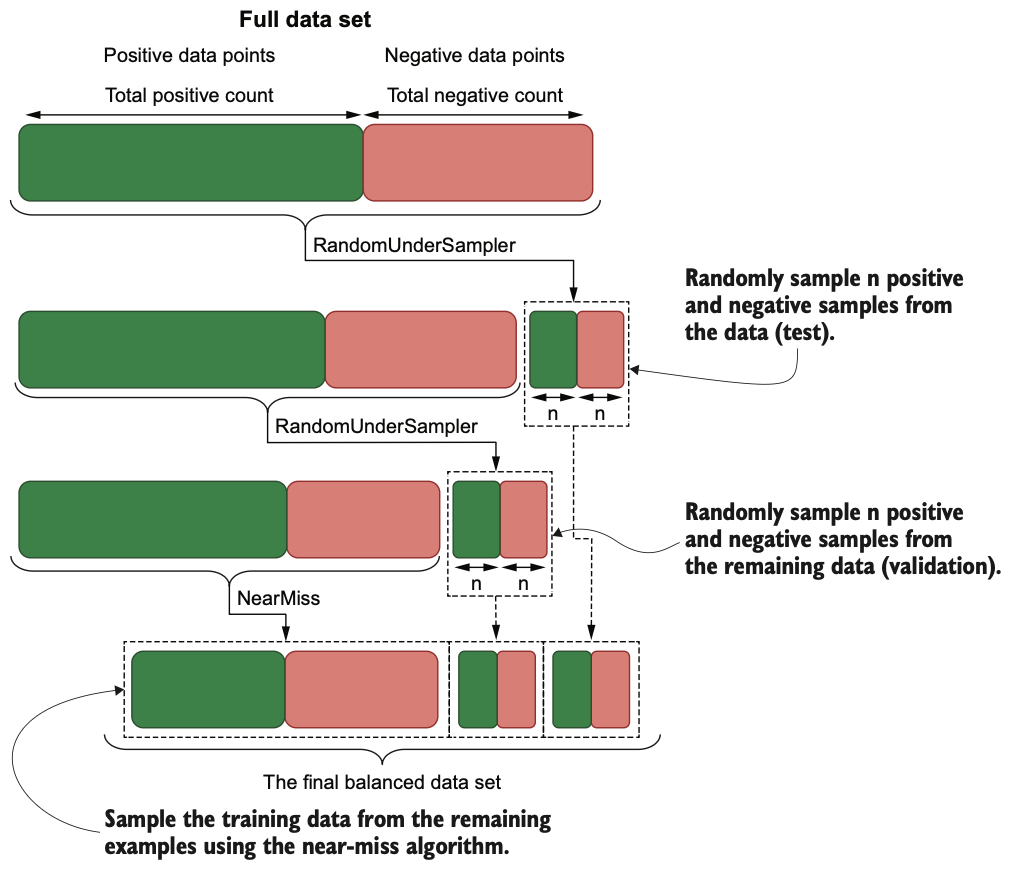 Full data set
Positive data points
Negative data points
Total positive count
Total negative count
RandomUnderSampler
Randomly sample n positive
and negative samples from
the data (test).
n
n
RandomUnderSampler
Randomly sample n positive
and negative samples from
the remaining data (validation).
n
n
NearMiss
The final balanced data set
Sample the training data from the remaining
examples using the near-miss algorithm.